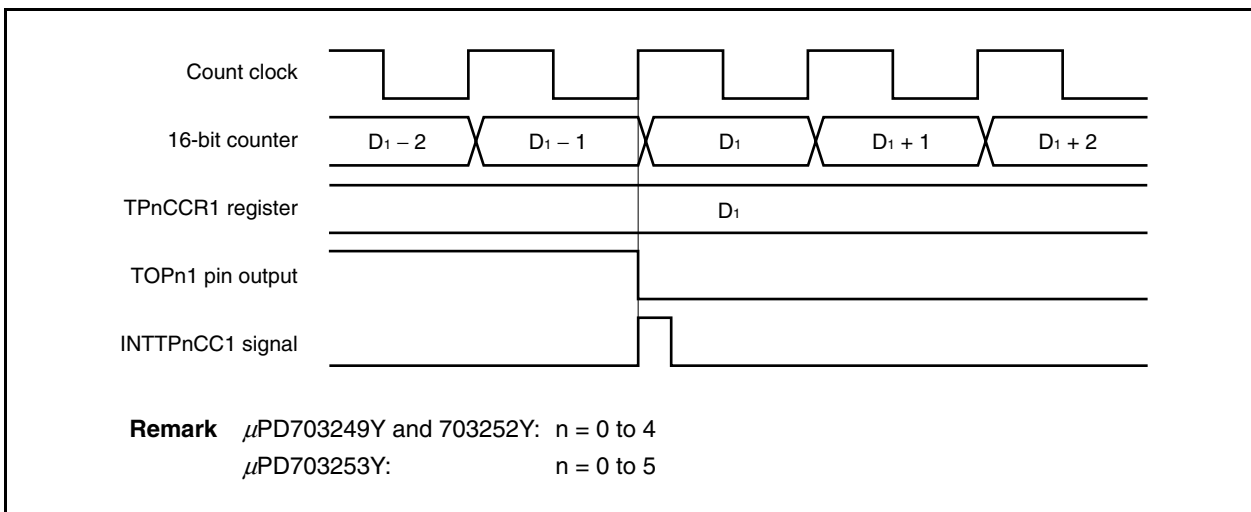 Count clock
16-bit counter
D₁ – 2
D₁ – 1
D₁
D₁ + 1
D₁ + 2
TPnCCR1 register
D₁
TOPn1 pin output
INTTPnCC1 signal
Remark μPD703249Y and 703252Y: n = 0 to 4
μPD703253Y: n = 0 to 5